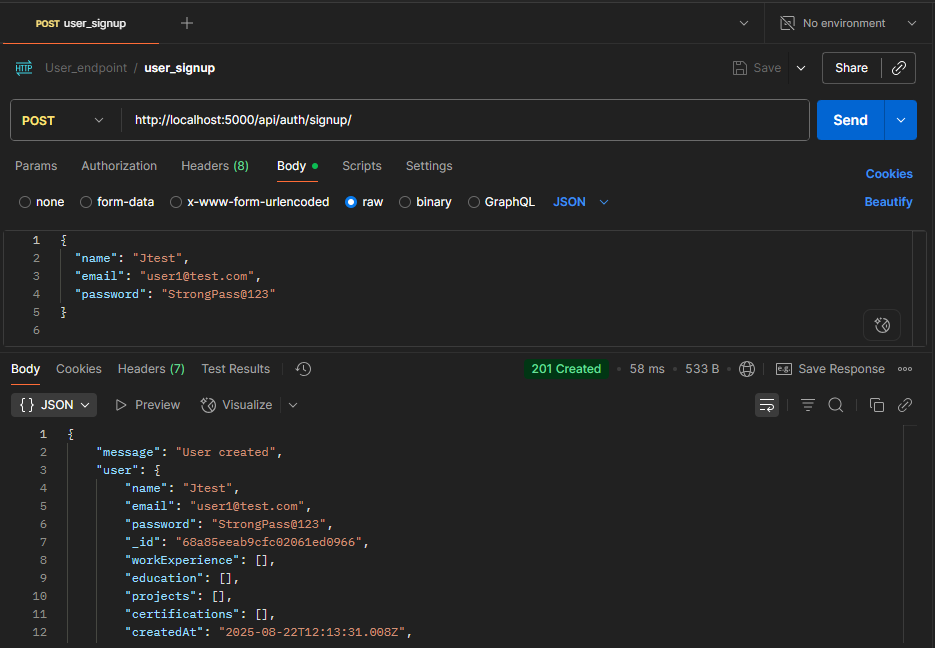 POST user_signup + No environment
HTTP User_endpoint / user_signup Save Share
POST http://localhost:5000/api/auth/signup/ Send
Params Authorization Headers (8) Body Scripts Settings Cookies
none form-data x-www-form-urlencoded raw binary GraphQL JSON Beautify
1 {
2 "name": "Jtest",
3 "email": "user1@test.com",
4 "password": "StrongPass@123"
5 }
6
Body Cookies Headers (7) Test Results 201 Created • 58 ms • 533 B • e.g. Save Response
{} JSON Preview Visualize
1 {
2 "message": "User created",
3 "user": {
4 "name": "Jtest",
5 "email": "user1@test.com",
6 "password": "StrongPass@123",
7 "_id": "68a85eeab9cfc02061ed0966",
8 "workExperience": [],
9 "education": [],
10 "projects": [],
11 "certifications": [],
12 "createdAt": "2025-08-22T12:13:31.008Z",